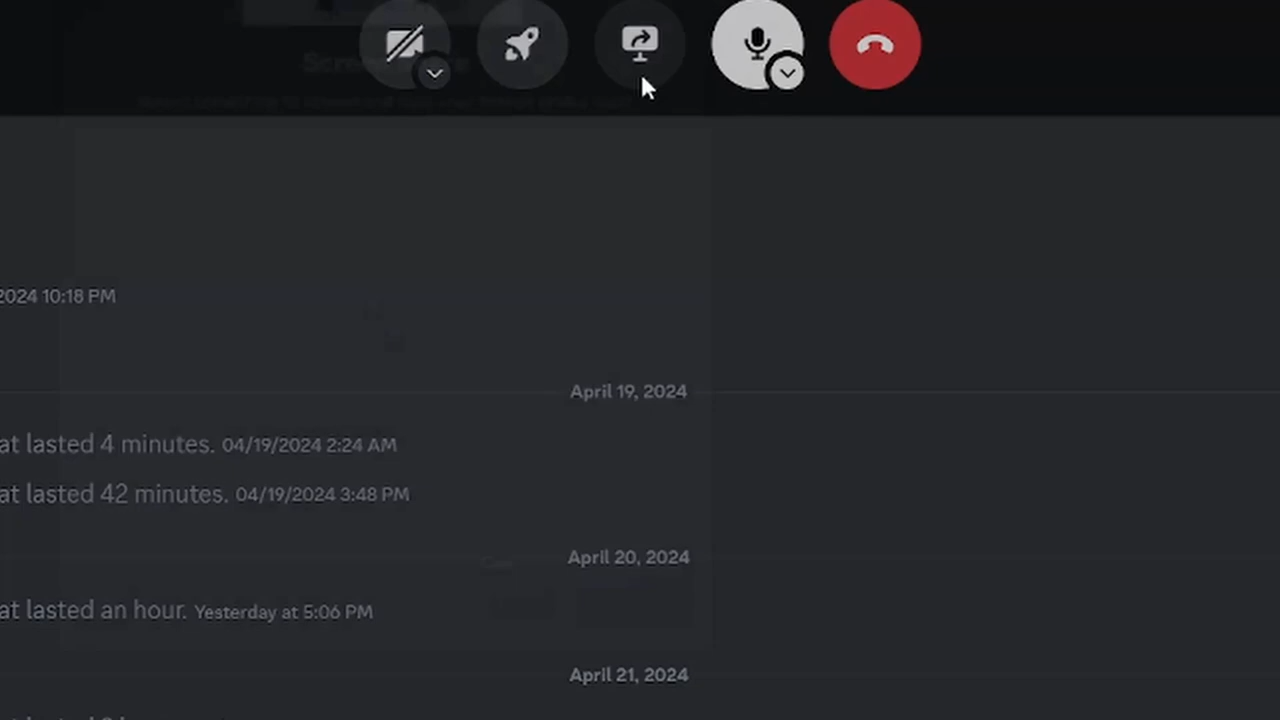 2024 10:18 PM
April 19, 2024
at lasted 4 minutes. 04/19/2024 2:24 AM
at lasted 42 minutes. 04/19/2024 3:48 PM
April 20, 2024
at lasted an hour. Yesterday at 5:06 PM
April 21, 2024